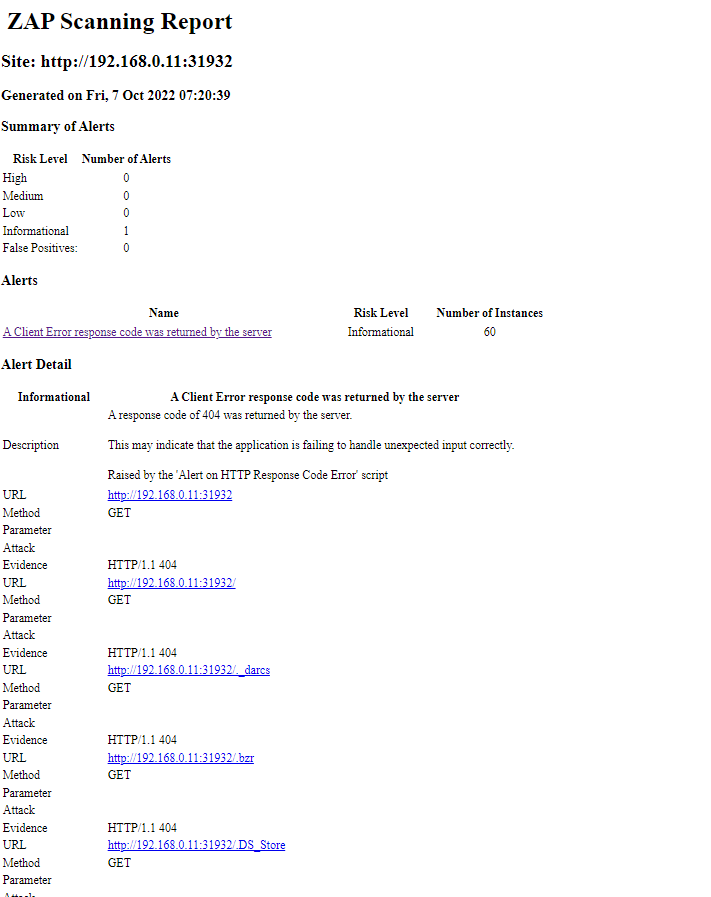 ZAP Scanning Report
Site: http://192.168.0.11:31932
Generated on Fri, 7 Oct 2022 07:20:39
Summary of Alerts
Risk Level Number of Alerts
High 0
Medium 0
Low 0
Informational 1
False Positives: 0
Alerts
Name Risk Level Number of Instances
A Client Error response code was returned by the server Informational 60
Alert Detail
Informational A Client Error response code was returned by the server
A response code of 404 was returned by the server.
Description This may indicate that the application is failing to handle unexpected input correctly.
Raised by the 'Alert on HTTP Response Code Error' script
URL http://192.168.0.11:31932
Method GET
Parameter
Attack
Evidence HTTP/1.1 404
URL http://192.168.0.11:31932/
Method GET
Parameter
Attack
Evidence HTTP/1.1 404
URL http://192.168.0.11:31932/._darcs
Method GET
Parameter
Attack
Evidence HTTP/1.1 404
URL http://192.168.0.11:31932/.bzr
Method GET
Parameter
Attack
Evidence HTTP/1.1 404
URL http://192.168.0.11:31932/.DS_Store
Method GET
Parameter
Attack